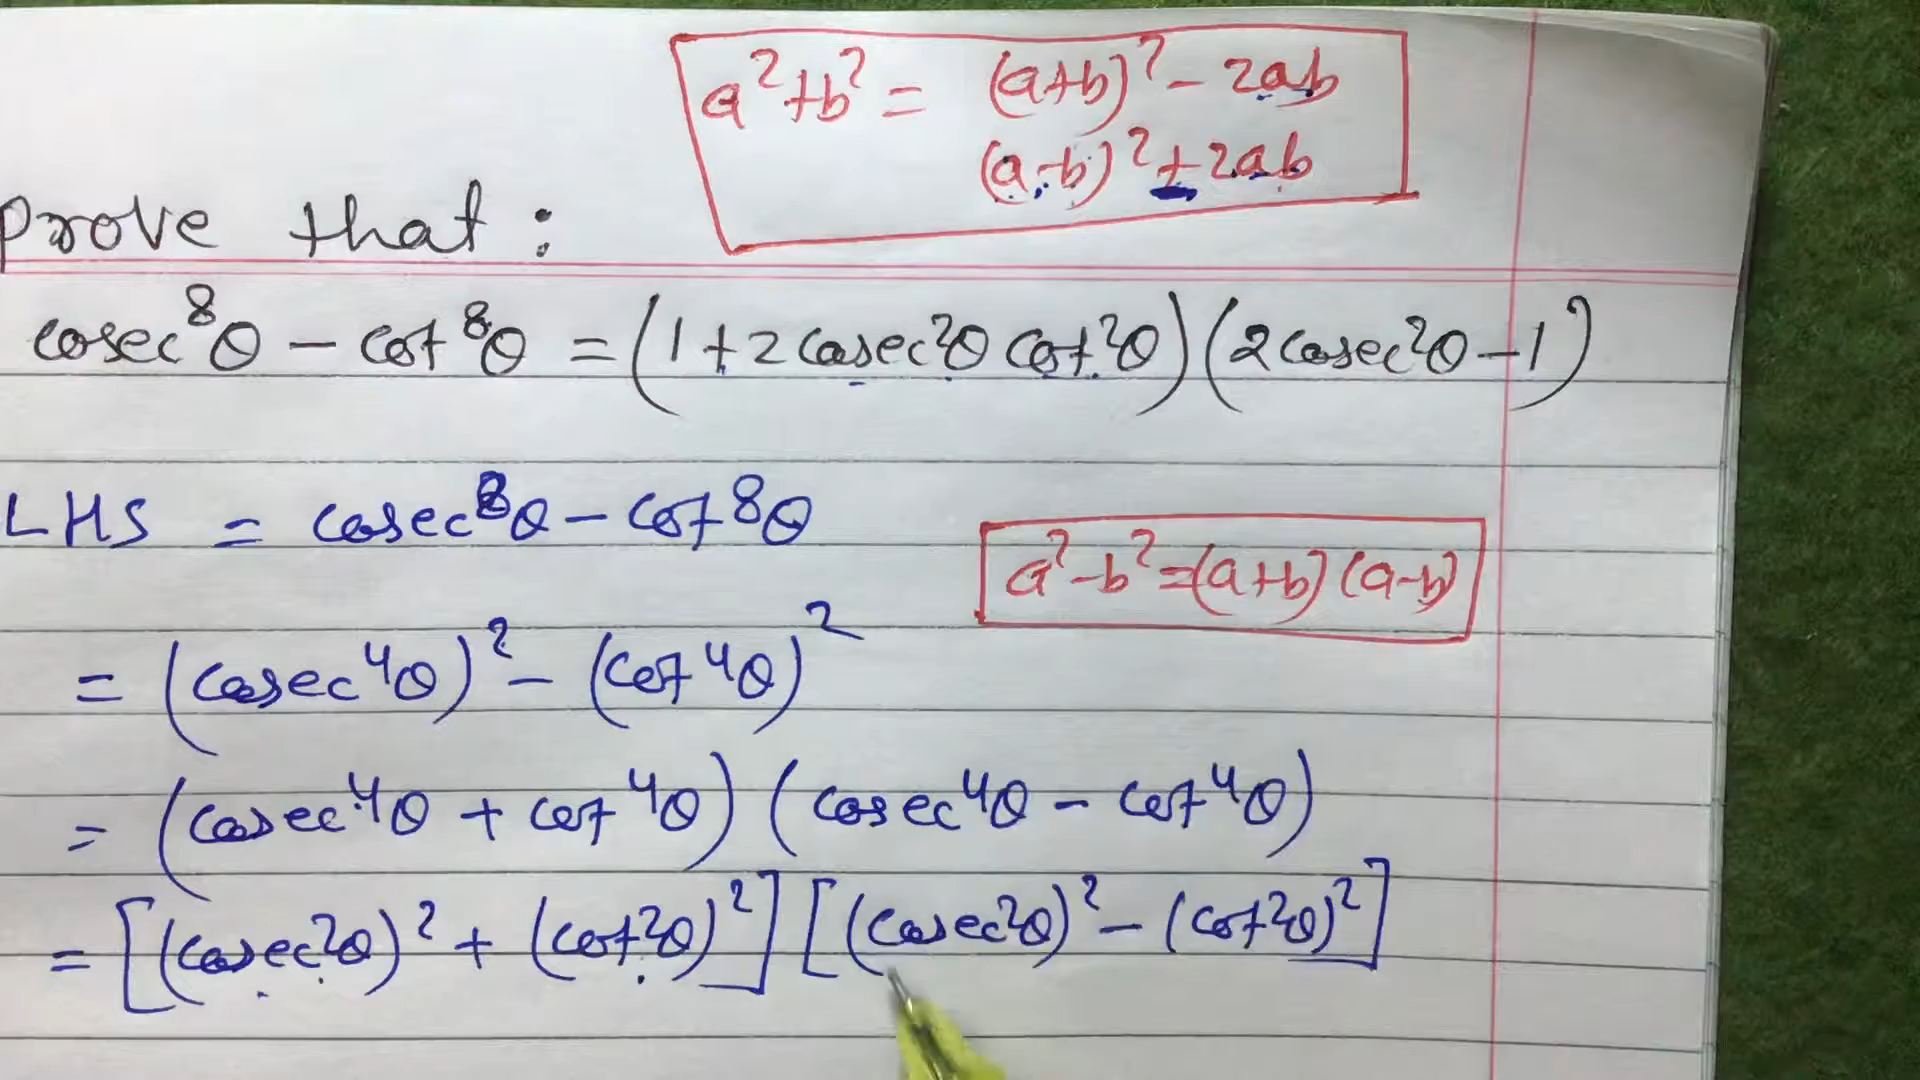 a²+b² = (a+b)² - 2ab
(a-b)² + 2ab
Prove that :
cosec⁸θ - cot⁸θ = (1+2cosec²θ cot²θ)(2cosec²θ-1)
LHS = cosec⁸θ - cot⁸θ
a²-b²=(a+b)(a-b)
= (cosec⁴θ)² - (cot⁴θ)²
= (cosec⁴θ + cot⁴θ) (cosec⁴θ - cot⁴θ)
= [(cosec²θ)² + (cot²θ)²] [(cosec²θ)² - (cot²θ)²]